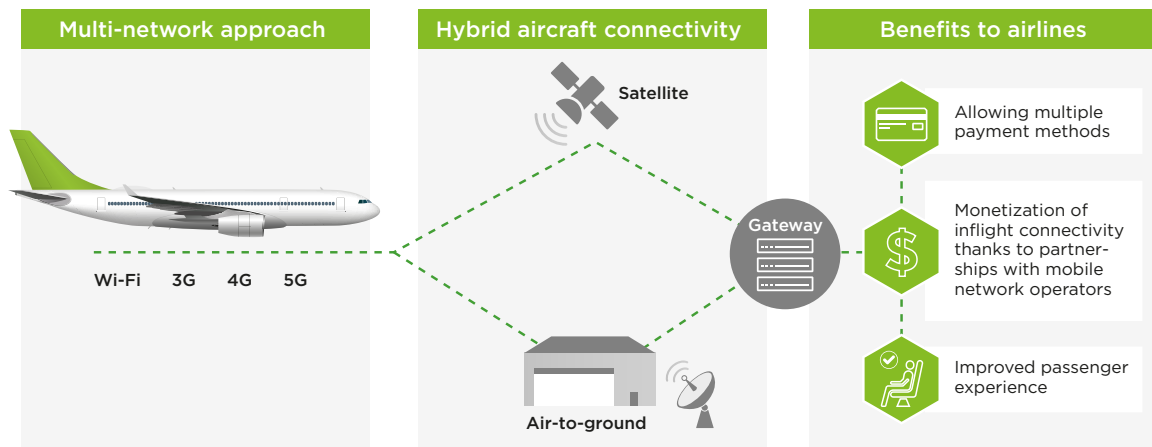 Multi-network approach
Wi-Fi 3G 4G 5G
Hybrid aircraft connectivity
Satellite
Gateway
Air-to-ground
Benefits to airlines
Allowing multiple
payment methods
Monetization of
inflight connectivity
thanks to partner-
ships with mobile
network operators
Improved passenger
experience